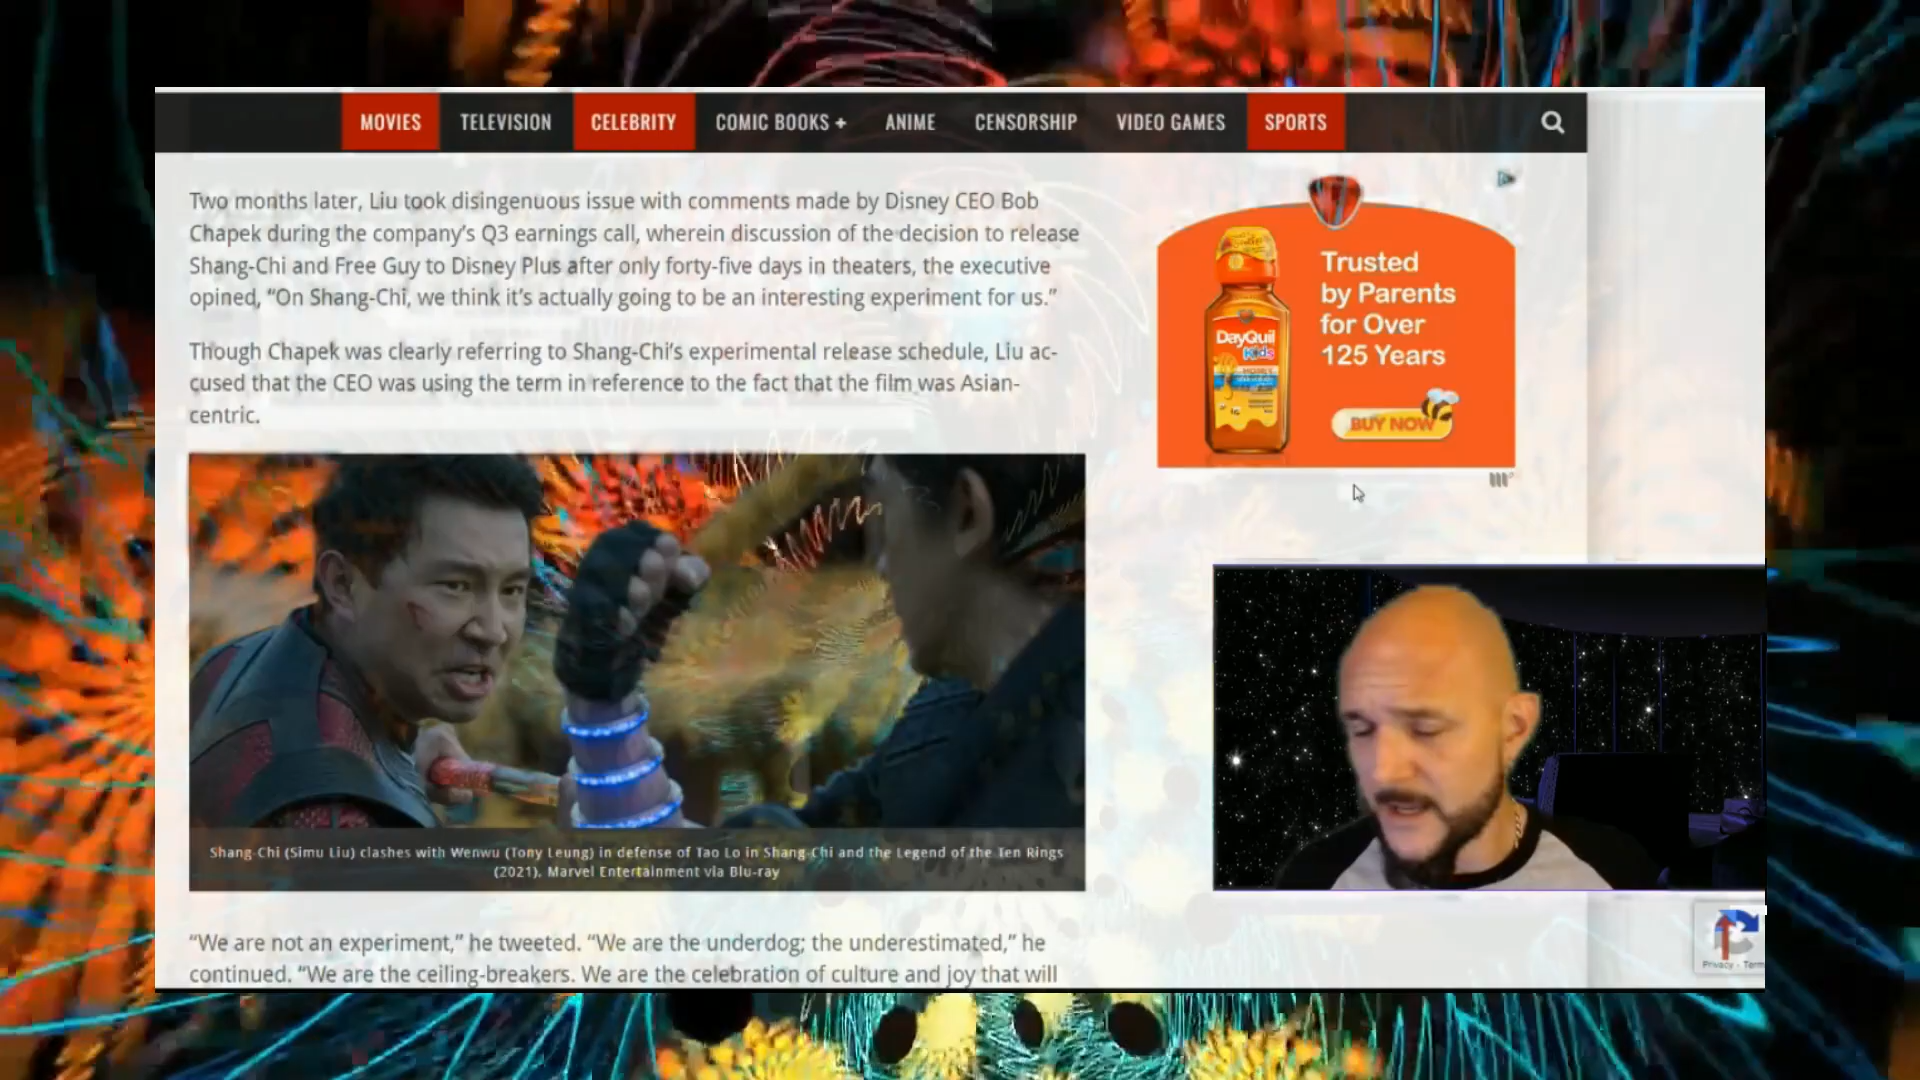 MOVIES TELEVISION CELEBRITY COMIC BOOKS + ANIME CENSORSHIP VIDEO GAMES SPORTS
Two months later, Liu took disingenuous issue with comments made by Disney CEO Bob
Chapek during the company’s Q3 earnings call, wherein discussion of the decision to release
Shang-Chi and Free Guy to Disney Plus after only forty-five days in theaters, the executive
opined, “On Shang-Chi, we think it’s actually going to be an interesting experiment for us.”
Though Chapek was clearly referring to Shang-Chi’s experimental release schedule, Liu ac-
cused that the CEO was using the term in reference to the fact that the film was Asian-
centric.
Shang-Chi (Simu Liu) clashes with Wenwu (Tony Leung) in defense of Tao Lo in Shang-Chi and the Legend of the Ten Rings
(2021), Marvel Entertainment via Blu-ray
“We are not an experiment,” he tweeted. “We are the underdog; the underestimated,” he
continued. “We are the ceiling-breakers. We are the celebration of culture and joy that will
Trusted
by Parents
for Over
125 Years
DayQuil
Kids
HONEY
BUY NOW
Privacy - Term